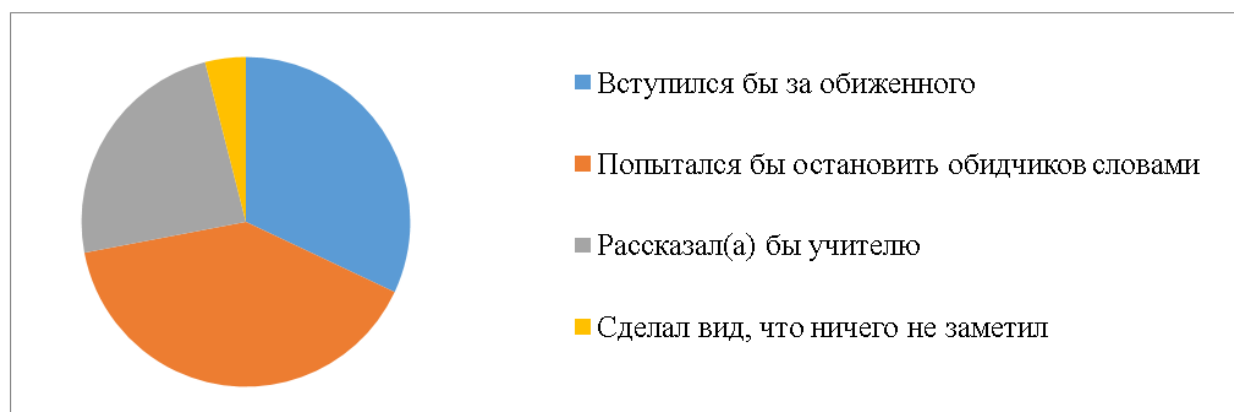 Вступился бы за обиженного
Попытался бы остановить обидчиков словами
Рассказал(а) бы учителю
Сделал вид, что ничего не заметил